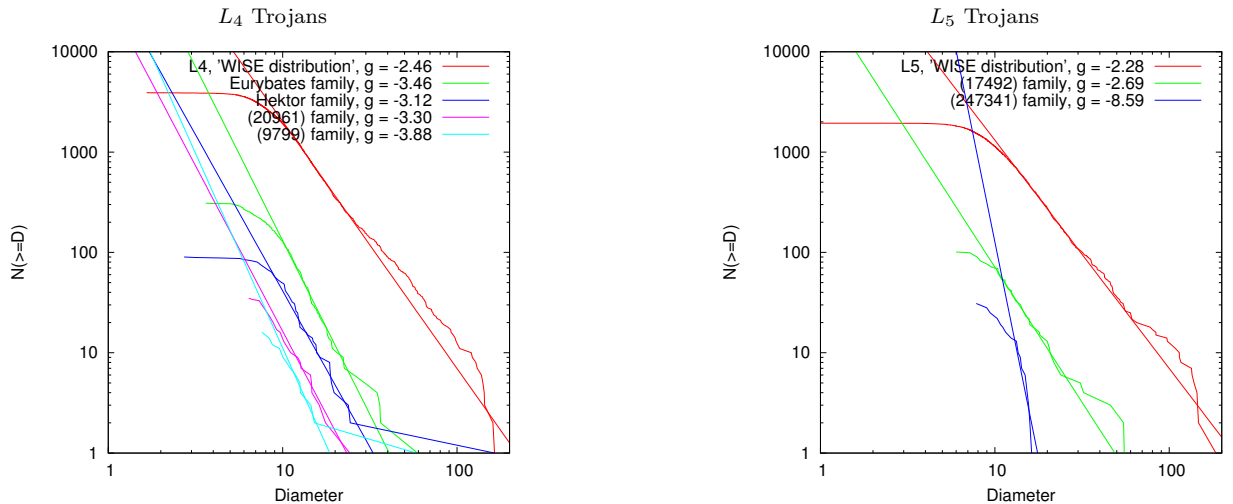 L4 Trojans
L4, 'WISE distribution', g = -2.46
Eurybates family, g = -3.46
Hektor family, g = -3.12
(20961) family, g = -3.30
(9799) family, g = -3.88
10000
1000
100
10
1
N(>=D)
1 10 100
Diameter
L5 Trojans
L5, 'WISE distribution', g = -2.28
(17492) family, g = -2.69
(247341) family, g = -8.59
10000
1000
100
10
1
N(>=D)
1 10 100
Diameter